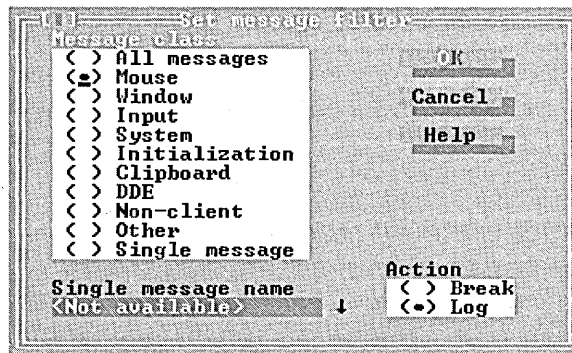 Set message filter
Message class
( ) All messages
(•) Mouse
( ) Window
( ) Input
( ) System
( ) Initialization
( ) Clipboard
( ) DDE
( ) Non-client
( ) Other
( ) Single message
OK
Cancel
Help
Single message name
<Not available> ↓
Action
( ) Break
(•) Log